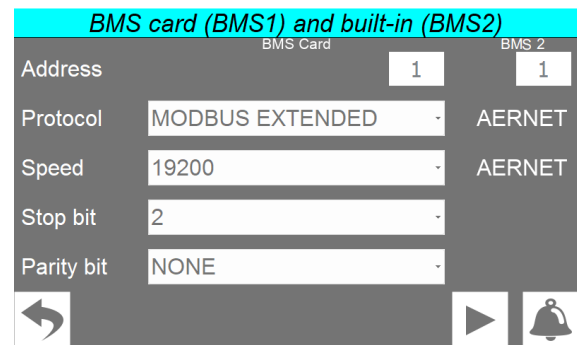 BMS card (BMS1) and built-in (BMS2)
BMS Card BMS 2
Address 1 1
Protocol MODBUS EXTENDED AERNET
Speed 19200 AERNET
Stop bit 2
Parity bit NONE